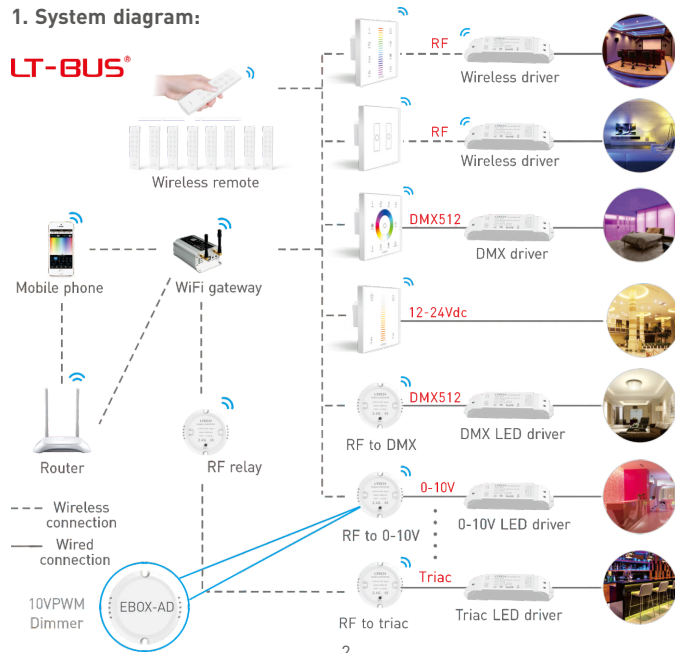 1. System diagram:
LT-BUS®
RF
Wireless driver
RF
Wireless driver
Wireless remote
DMX512
DMX driver
Mobile phone
WiFi gateway
12-24Vdc
DMX512
RF to DMX
DMX LED driver
Router
RF relay
0-10V
RF to 0-10V
0-10V LED driver
Wireless
connection
Wired
connection
10VPWM
Dimmer
EBOX-AD
Triac
RF to triac
Triac LED driver
2